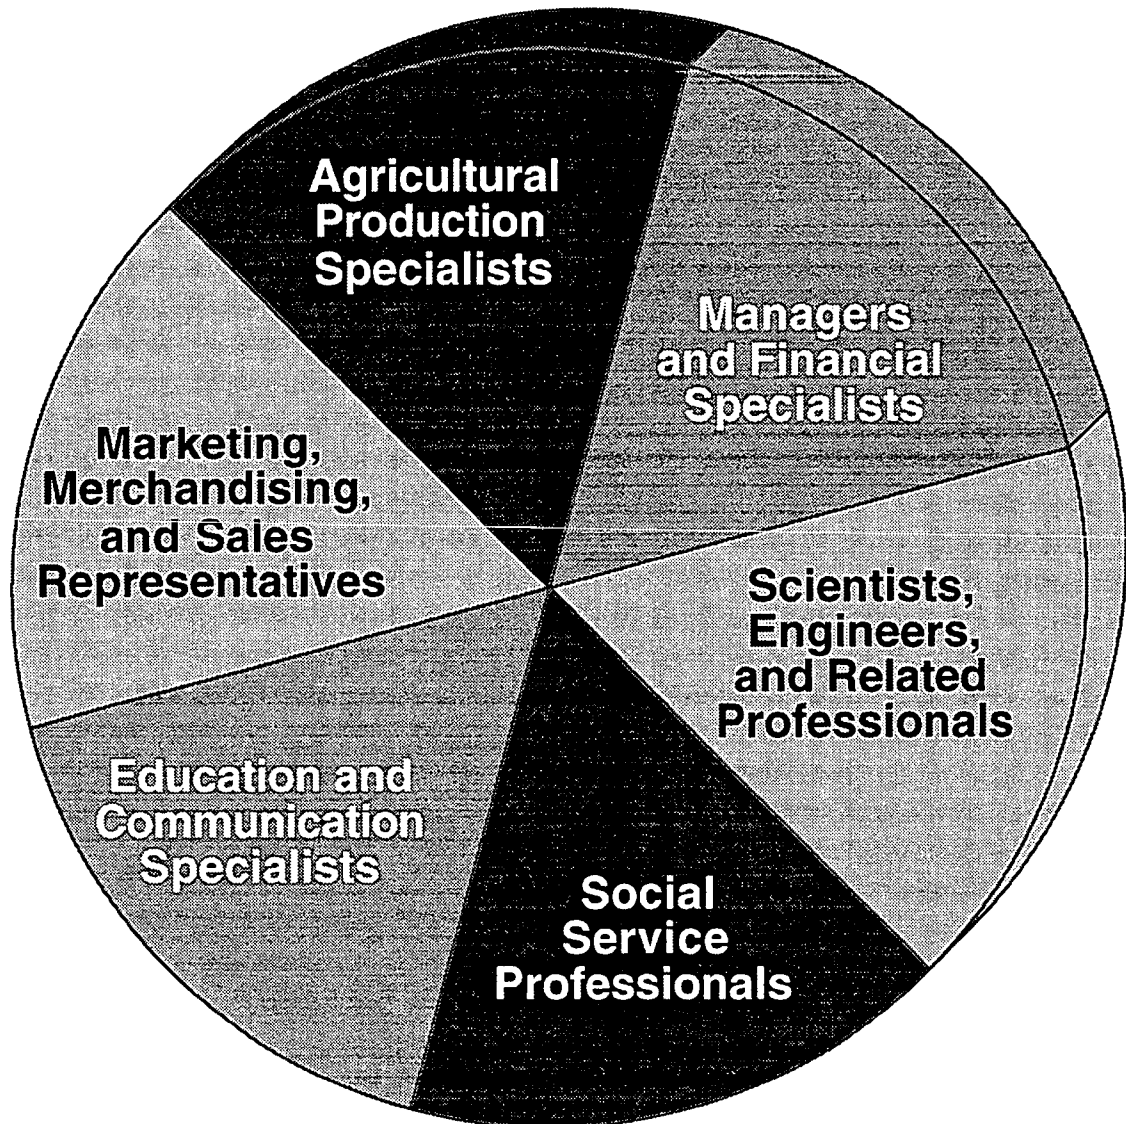 Agricultural
Production
Specialists
Managers
and Financial
Specialists
Marketing,
Merchandising,
and Sales
Representatives
Scientists,
Engineers,
and Related
Professionals
Education and
Communication
Specialists
Social
Service
Professionals